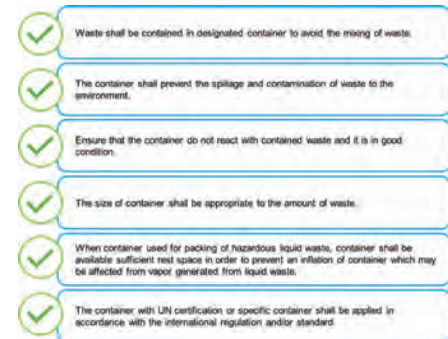 Waste shall be contained in designated container to avoid the mixing of waste.
The container shall prevent the spillage and contamination of waste to the
environment.
Ensure that the container do not react with contained waste and it is in good
condition.
The size of container shall be appropriate to the amount of waste.
When container used for packing of hazardous liquid waste, container shall be
available sufficient rest space in order to prevent an inflation of container which may
be affected from vapor generated from liquid waste.
The container with UN certification or specific container shall be applied in
accordance with the international regulation and/or standard.